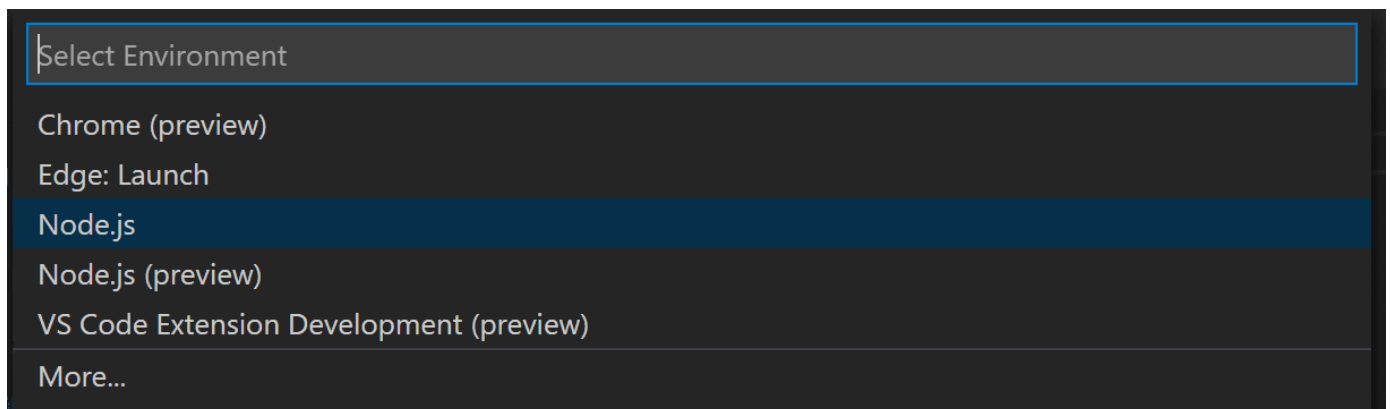 Select Environment
Chrome (preview)
Edge: Launch
Node.js
Node.js (preview)
VS Code Extension Development (preview)
More...